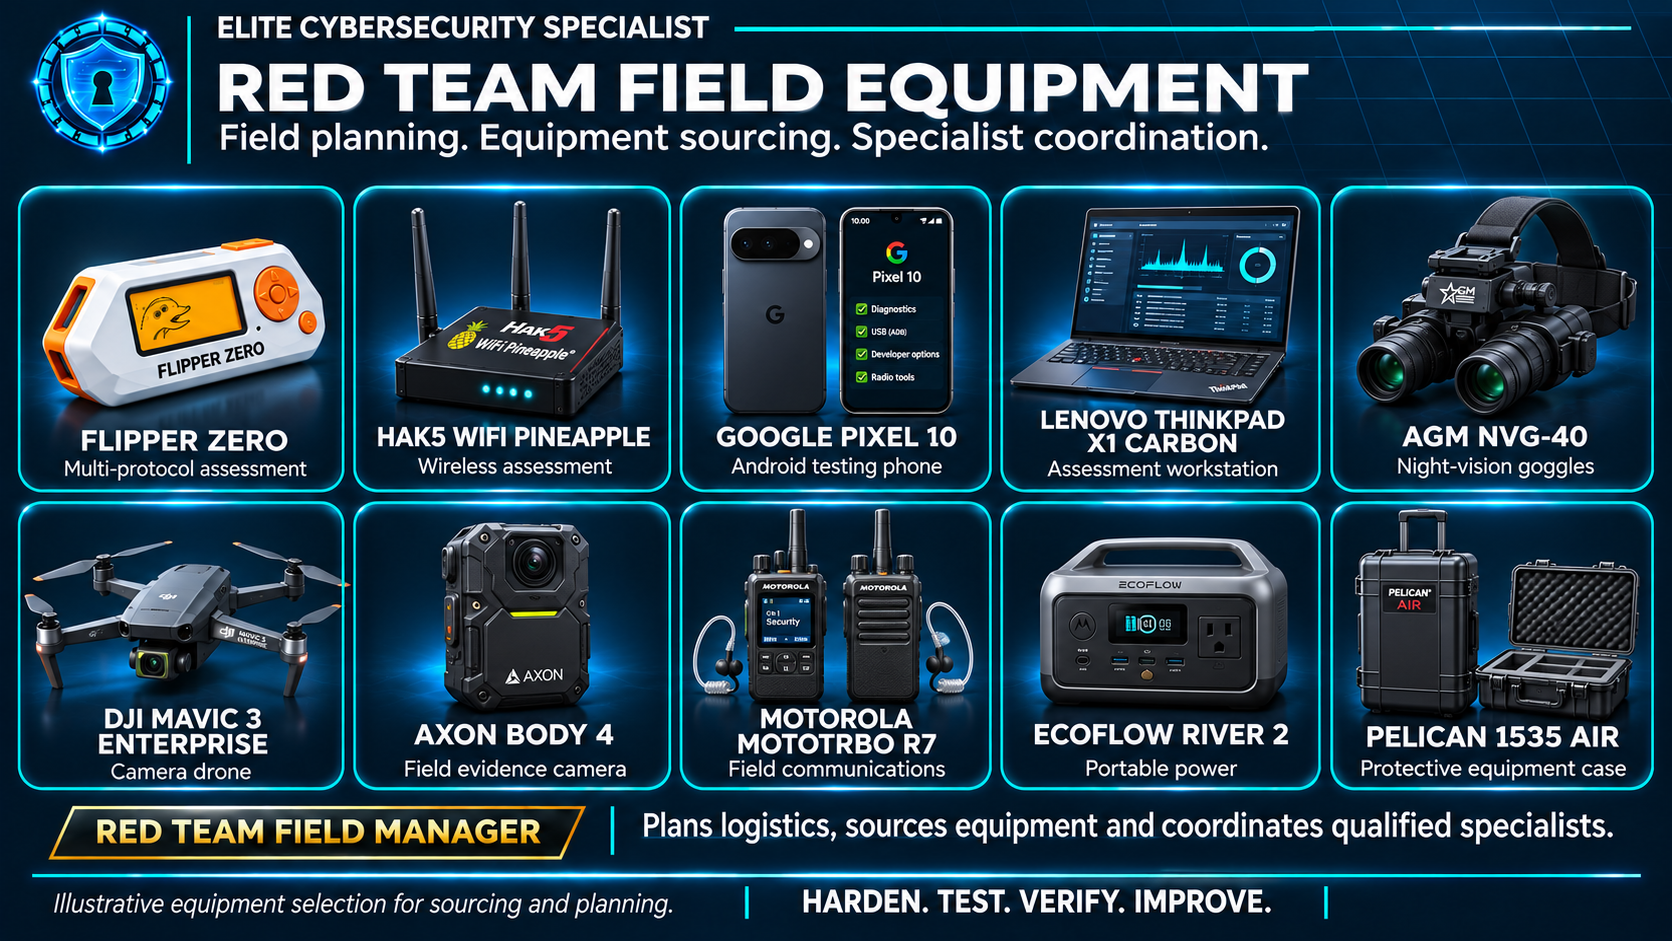 ELITE CYBERSECURITY SPECIALIST
RED TEAM FIELD EQUIPMENT
Field planning. Equipment sourcing. Specialist coordination.
FLIPPER ZERO
FLIPPER ZERO
Multi-protocol assessment
HAK5
WiFi Pineapple®
HAK5 WIFI PINEAPPLE
Wireless assessment
10.00
G
Pixel 10
Diagnostics
USB (ADB)
Developer options
Radio tools
GOOGLE PIXEL 10
Android testing phone
ThinkPad
LENOVO THINKPAD
X1 CARBON
Assessment workstation
AGM
AGM NVG-40
Night-vision goggles
dji
dji MAVIC 3
DJI MAVIC 3
ENTERPRISE
Camera drone
AXON
AXON BODY 4
Field evidence camera
MOTOROLA
Security
MOTOROLA
MOTOROLA
MOTOTRBO R7
Field communications
ECOFLOW
ECOFLOW RIVER 2
Portable power
PELICAN®
AIR
PELICAN 1535 AIR
Protective equipment case
RED TEAM FIELD MANAGER
Plans logistics, sources equipment and coordinates qualified specialists.
Illustrative equipment selection for sourcing and planning.
HARDEN. TEST. VERIFY. IMPROVE.